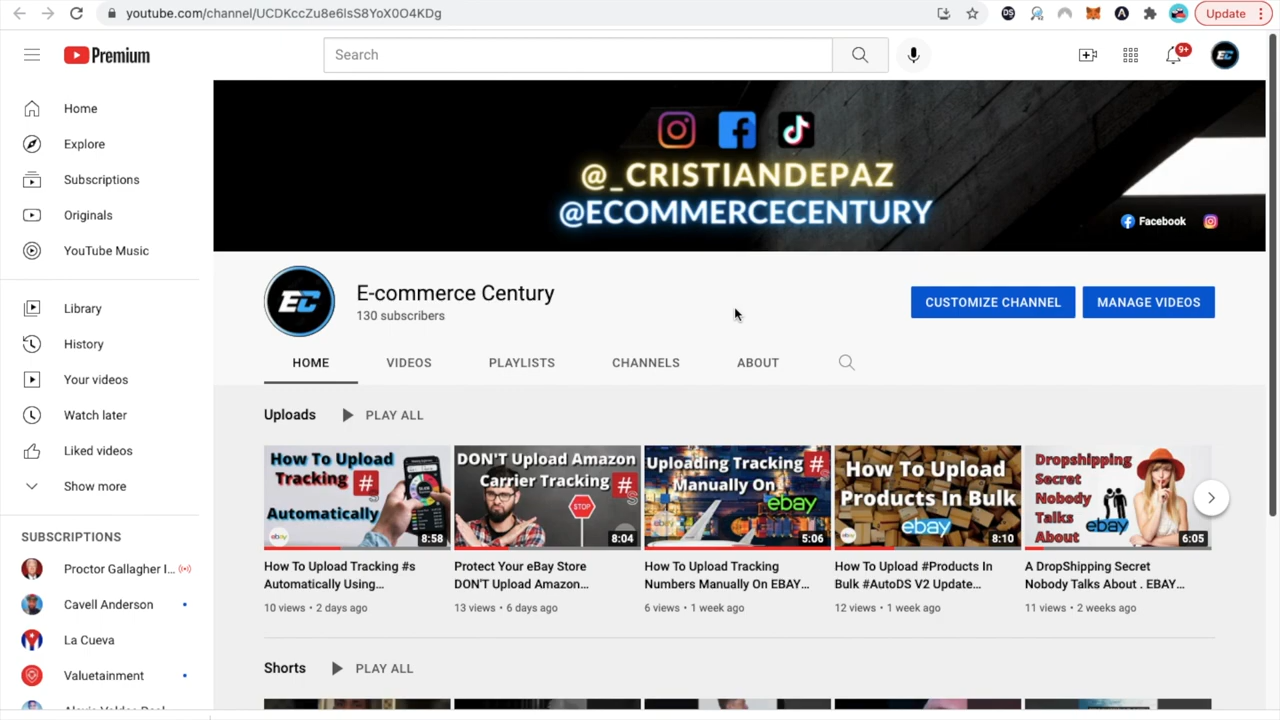 youtube.com/channel/UCDKccZu8e6lsS8YoX0O4KDg
Update
Premium
Search
9+
EC
Home
Explore
Subscriptions
Originals
YouTube Music
Library
History
Your videos
Watch later
Liked videos
Show more
SUBSCRIPTIONS
Proctor Gallagher I...
Cavell Anderson
La Cueva
Valuetainment
@_CRISTIANDEPAZ
@ECOMMERCECENTURY
Facebook
EC
E-commerce Century
130 subscribers
CUSTOMIZE CHANNEL
MANAGE VIDEOS
HOME
VIDEOS
PLAYLISTS
CHANNELS
ABOUT
Uploads
PLAY ALL
How To Upload
Tracking #s
Automatically
ebay
8:58
How To Upload Tracking #s
Automatically Using...
10 views • 2 days ago
DON'T Upload Amazon
Carrier Tracking #s
STOP
8:04
Protect Your eBay Store
DON'T Upload Amazon...
13 views • 6 days ago
Uploading Tracking #s
Manually On
ebay
5:06
How To Upload Tracking
Numbers Manually On EBAY...
6 views • 1 week ago
How To Upload
Products In Bulk
ebay
8:10
How To Upload #Products In
Bulk #AutoDS V2 Update...
12 views • 1 week ago
Dropshipping
Secret
Nobody
Talks
About
ebay
6:05
A DropShipping Secret
Nobody Talks About . EBAY...
11 views • 2 weeks ago
Shorts
PLAY ALL